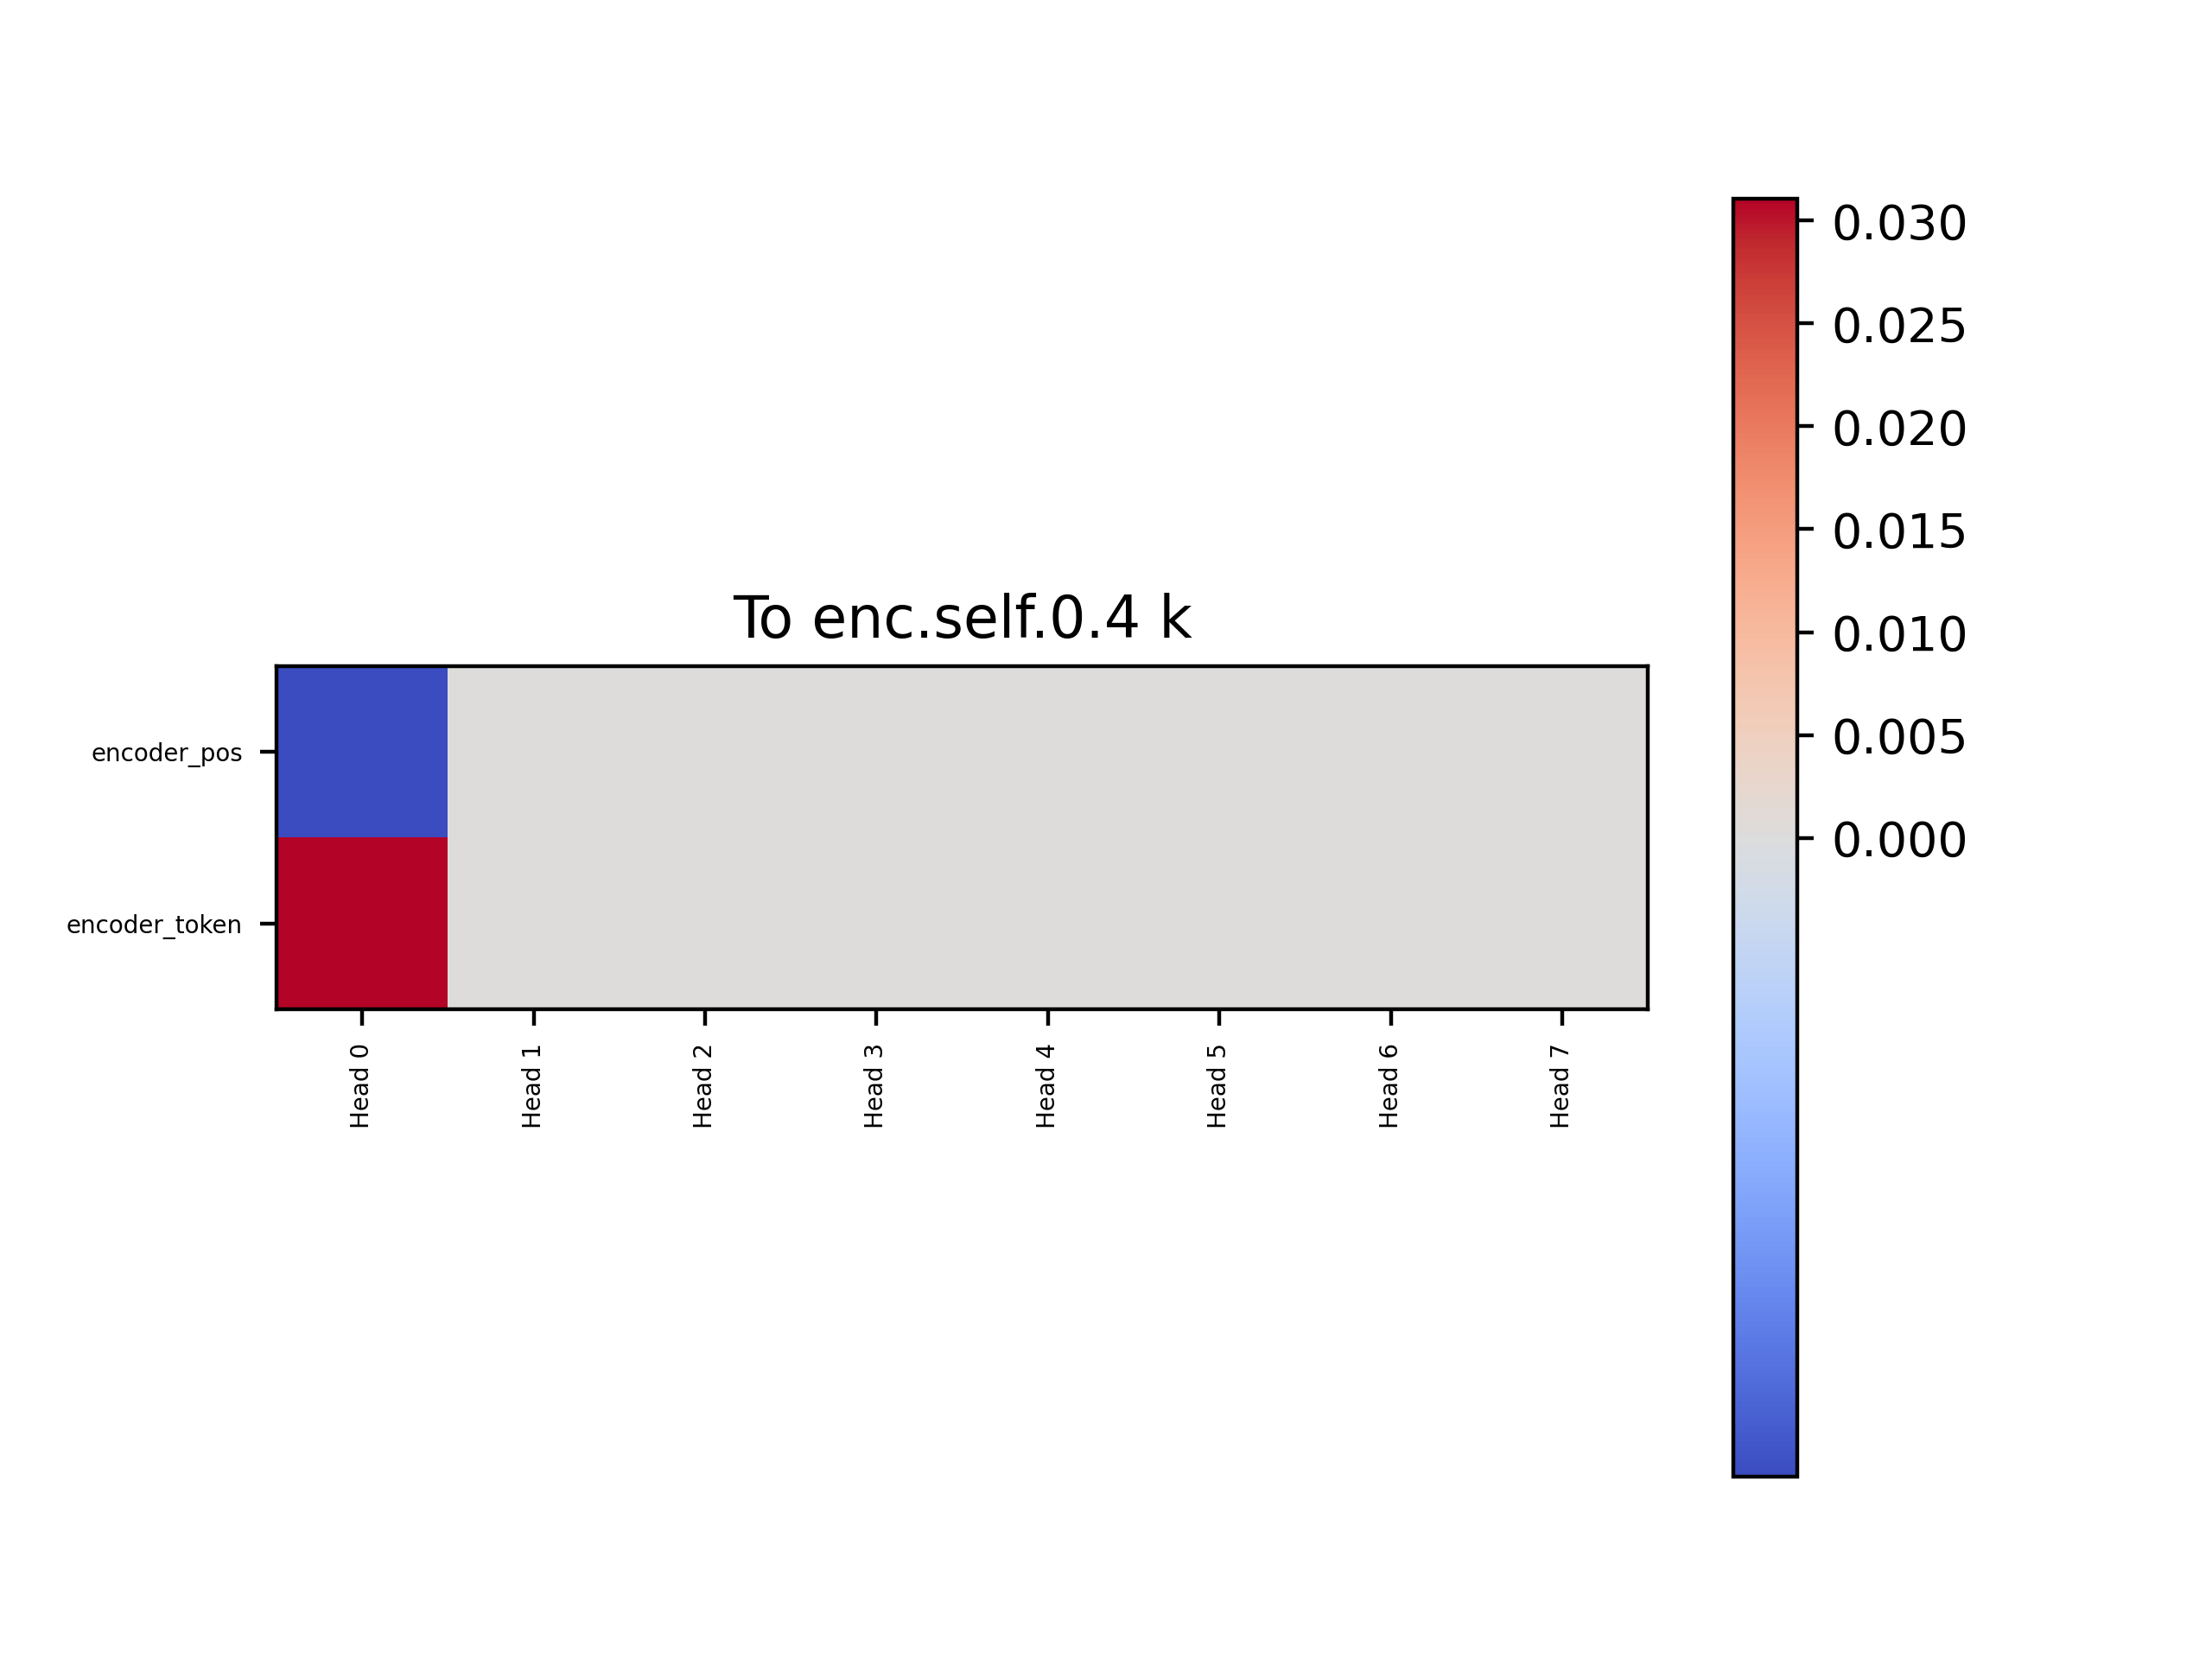 To enc.self.0.4 k
encoder_pos
encoder_token
Head 0
Head 1
Head 2
Head 3
Head 4
Head 5
Head 6
Head 7
0.030
0.025
0.020
0.015
0.010
0.005
0.000